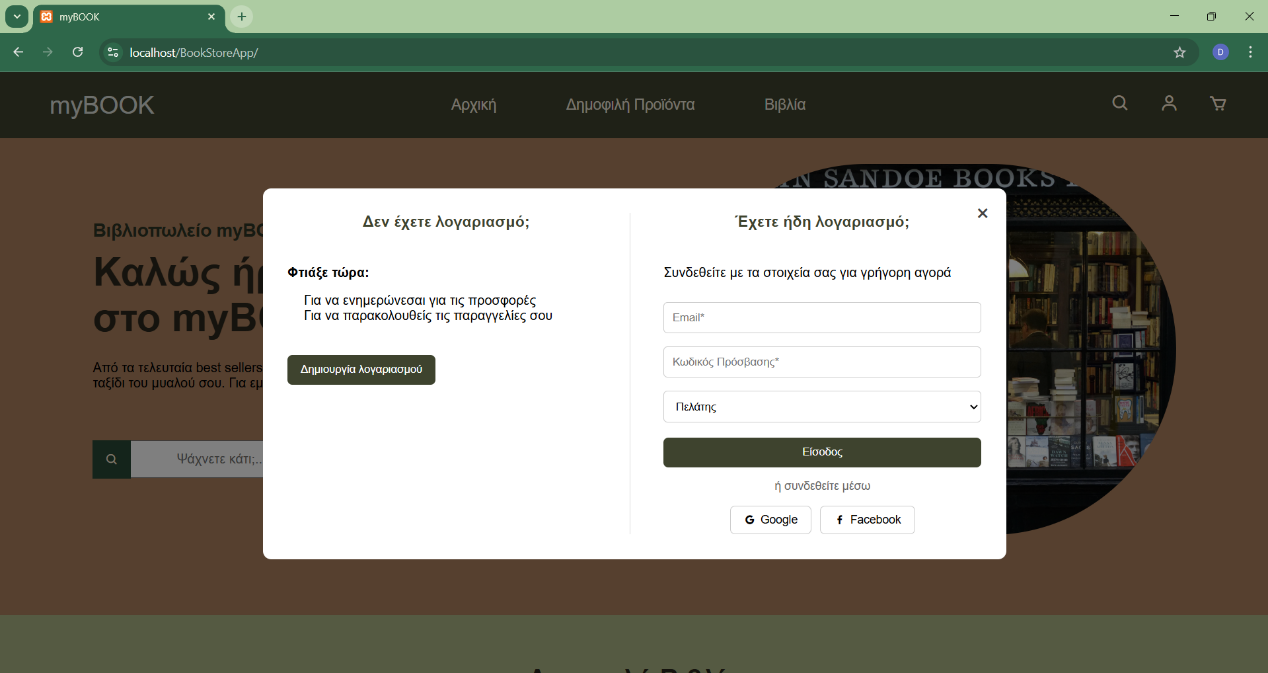 myBOOK
localhost/BookStoreApp/
D
myBOOK
Αρχική
Δημοφιλή Προϊόντα
Βιβλία
SANDOE BOOKS
Βιβλιοπωλείο
Καλώς
στο
Από τα τελευταία best sellers
ταξίδι του μυαλού σου. Για
Ψάχνετε κάτι;..
Δεν έχετε λογαριασμό;
Φτιάξε τώρα:
Για να ενημερώνεσαι για τις προσφορές
Για να παρακολουθείς τις παραγγελίες σου
Δημιουργία λογαριασμού
Έχετε ήδη λογαριασμό;
Συνδεθείτε με τα στοιχεία σας για γρήγορη αγορά
Email*
Κωδικός Πρόσβασης*
Πελάτης
Είσοδος
ή συνδεθείτε μέσω
Google
Facebook